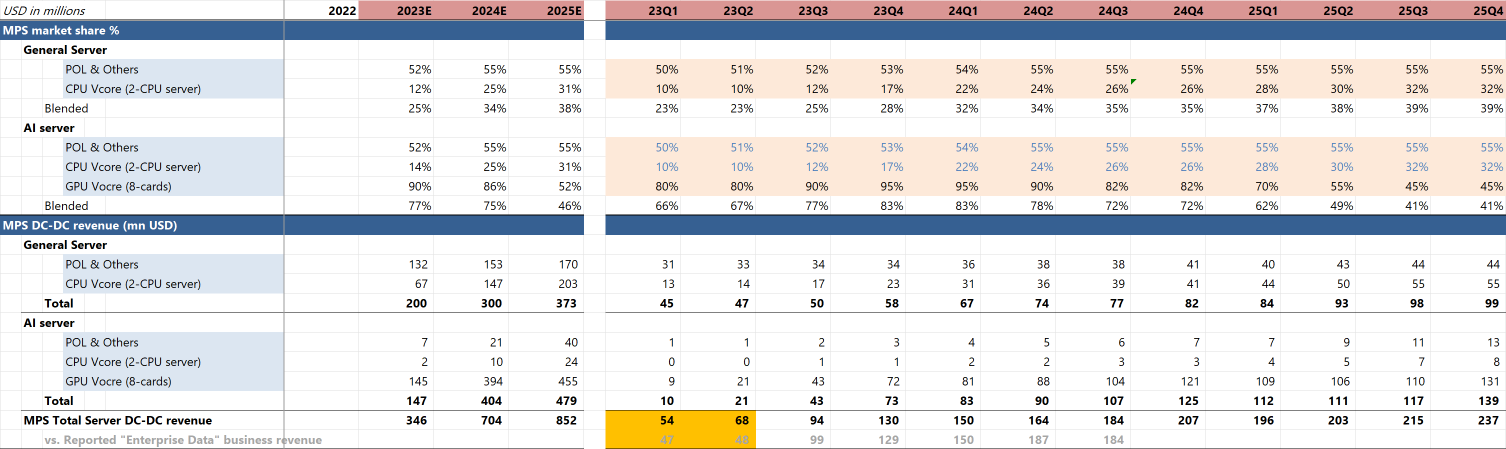 USD in millions 2022 2023E 2024E 2025E 23Q1 23Q2 23Q3 23Q4 24Q1 24Q2 24Q3 24Q4 25Q1 25Q2 25Q3 25Q4
MPS market share %
General Server
POL & Others 52% 55% 55% 50% 51% 52% 53% 54% 55% 55% 55% 55% 55% 55% 55%
CPU Vcore (2-CPU server) 12% 25% 31% 10% 10% 12% 17% 22% 24% 26% 26% 28% 30% 32% 32%
Blended 25% 34% 38% 23% 23% 25% 28% 32% 34% 35% 35% 37% 38% 39% 39%
AI server
POL & Others 52% 55% 55% 50% 51% 52% 53% 54% 55% 55% 55% 55% 55% 55% 55%
CPU Vcore (2-CPU server) 14% 25% 31% 10% 10% 12% 17% 22% 24% 26% 26% 28% 30% 32% 32%
GPU Vocre (8-cards) 90% 86% 52% 80% 80% 90% 95% 95% 90% 82% 82% 70% 55% 45% 45%
Blended 77% 75% 46% 66% 67% 77% 83% 83% 78% 72% 72% 62% 49% 41% 41%
MPS DC-DC revenue (mn USD)
General Server
POL & Others 132 153 170 31 33 34 34 36 38 38 41 40 43 44 44
CPU Vcore (2-CPU server) 67 147 203 13 14 17 23 31 36 39 41 44 50 55 55
Total 200 300 373 45 47 50 58 67 74 77 82 84 93 98 99
AI server
POL & Others 7 21 40 1 1 2 3 4 5 6 7 7 9 11 13
CPU Vcore (2-CPU server) 2 10 24 0 0 1 1 2 2 3 3 4 5 7 8
GPU Vocre (8-cards) 145 394 455 9 21 43 72 81 88 104 121 109 106 110 131
Total 147 404 479 10 21 43 73 83 90 107 125 112 111 117 139
MPS Total Server DC-DC revenue 346 704 852 54 68 94 130 150 164 184 207 196 203 215 237
vs. Reported "Enterprise Data" business revenue 47 48 99 129 150 187 184